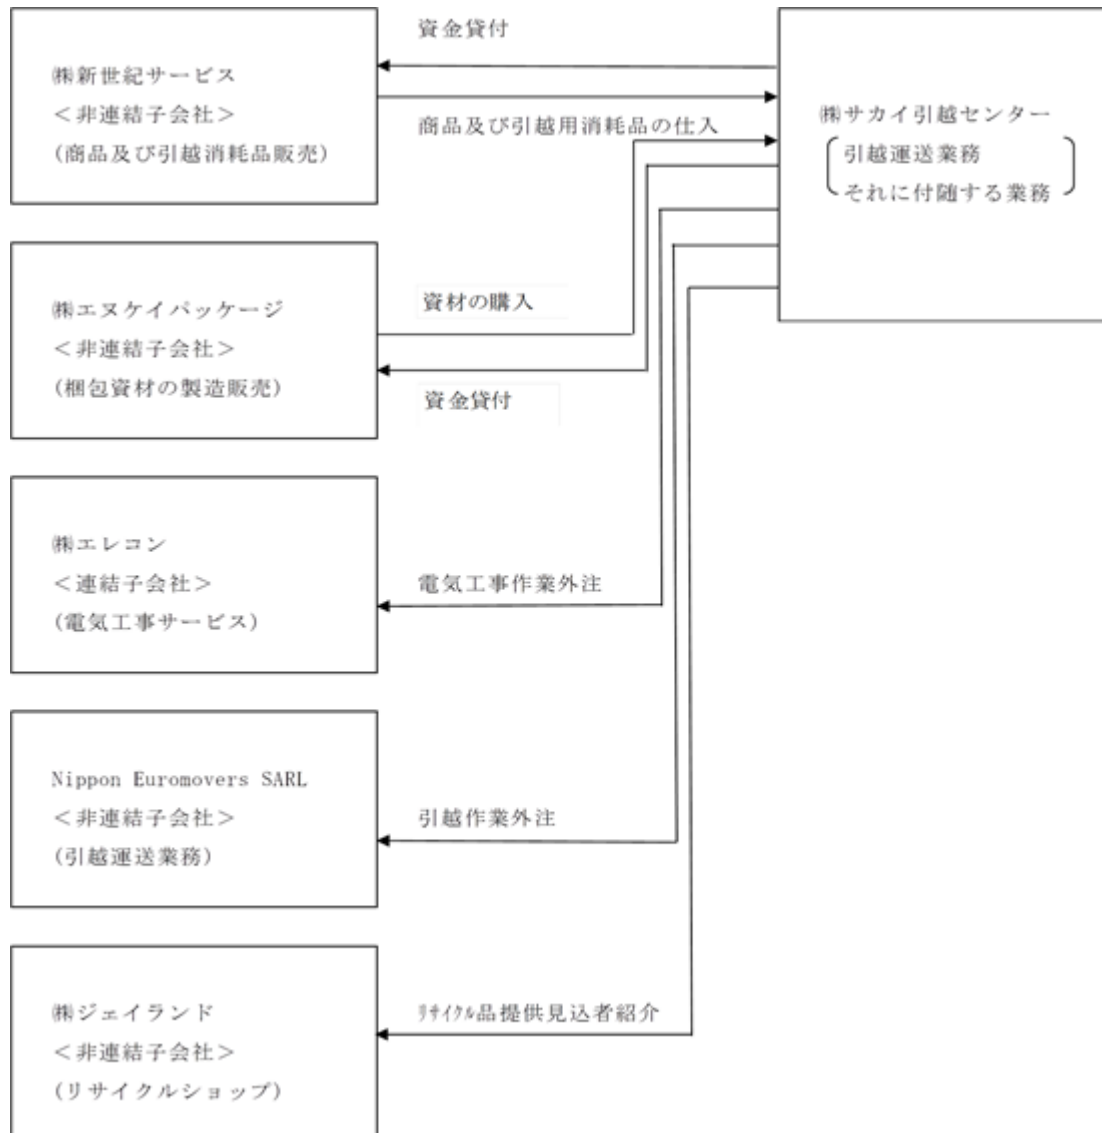 資金貸付
㈱新世紀サービス
＜非連結子会社＞
(商品及び引越消耗品販売)
商品及び引越用消耗品の仕入
㈱サカイ引越センター
引越運送業務
それに付随する業務
㈱エヌケイパッケージ
＜非連結子会社＞
(梱包資材の製造販売)
資材の購入
資金貸付
㈱エレコン
＜連結子会社＞
(電気工事サービス)
電気工事作業外注
Nippon Euromovers SARL
＜非連結子会社＞
(引越運送業務)
引越作業外注
㈱ジェイランド
＜非連結子会社＞
(リサイクルショップ)
ﾘｻｲｸﾙ品提供見込者紹介